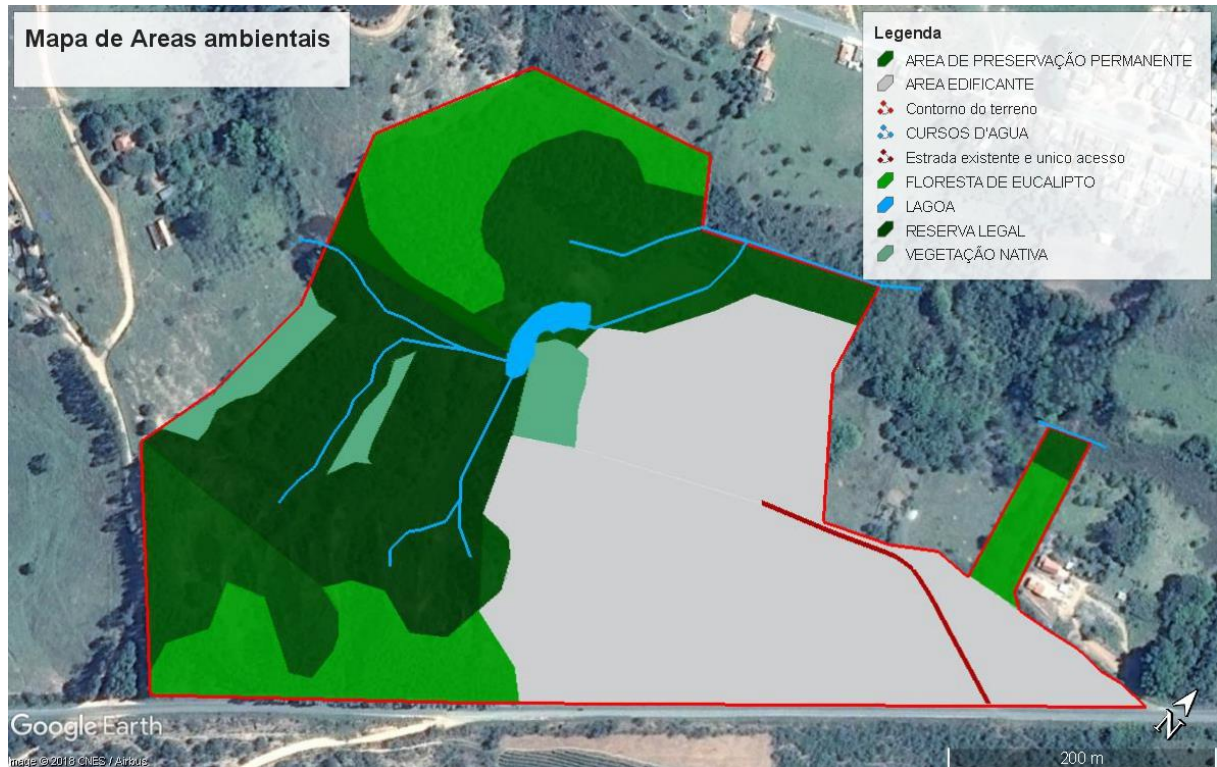 Mapa de Areas ambientais
Legenda
AREA DE PRESERVAÇÃO PERMANENTE
AREA EDIFICANTE
Contorno do terreno
CURSOS D'AGUA
Estrada existente e unico acesso
FLORESTA DE EUCALIPTO
LAGOA
RESERVA LEGAL
VEGETAÇÃO NATIVA
Google Earth
Image © 2018 CNES / Airbus
N
200 m